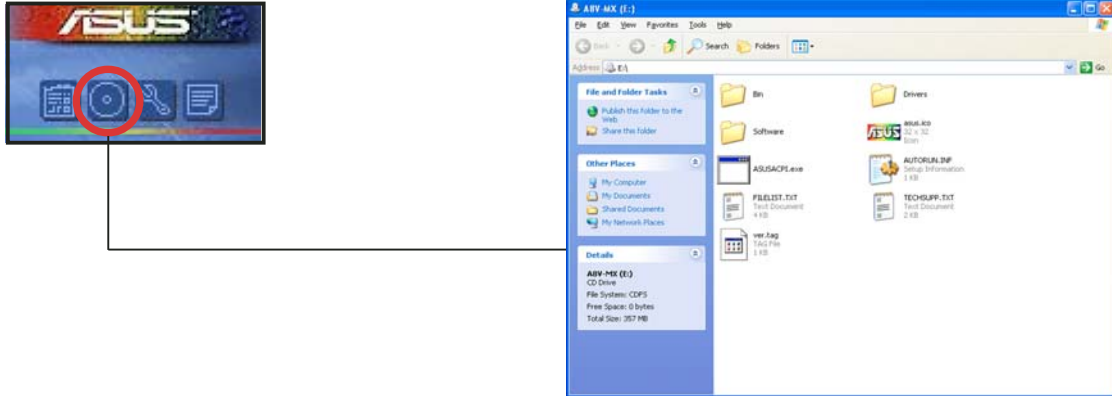 ASUS
A8V-MX (E:)
File Edit View Favorites Tools Help
Back Search Folders
Address E:\ Go
File and Folder Tasks
Publish this folder to the
Web
Share this folder
Other Places
My Computer
My Documents
Shared Documents
My Network Places
Details
A8V-MX (E:)
CD Drive
File System: CDFS
Free Space: 0 bytes
Total Size: 357 MB
Bin
Drivers
Software
ASUS
asus.ico
32 x 32
Icon
ASUSACPI.exe
AUTORUN.INF
Setup Information
1 KB
FILELIST.TXT
Text Document
4 KB
TECHSUPP.TXT
Text Document
2 KB
ver.tag
TAG File
1 KB